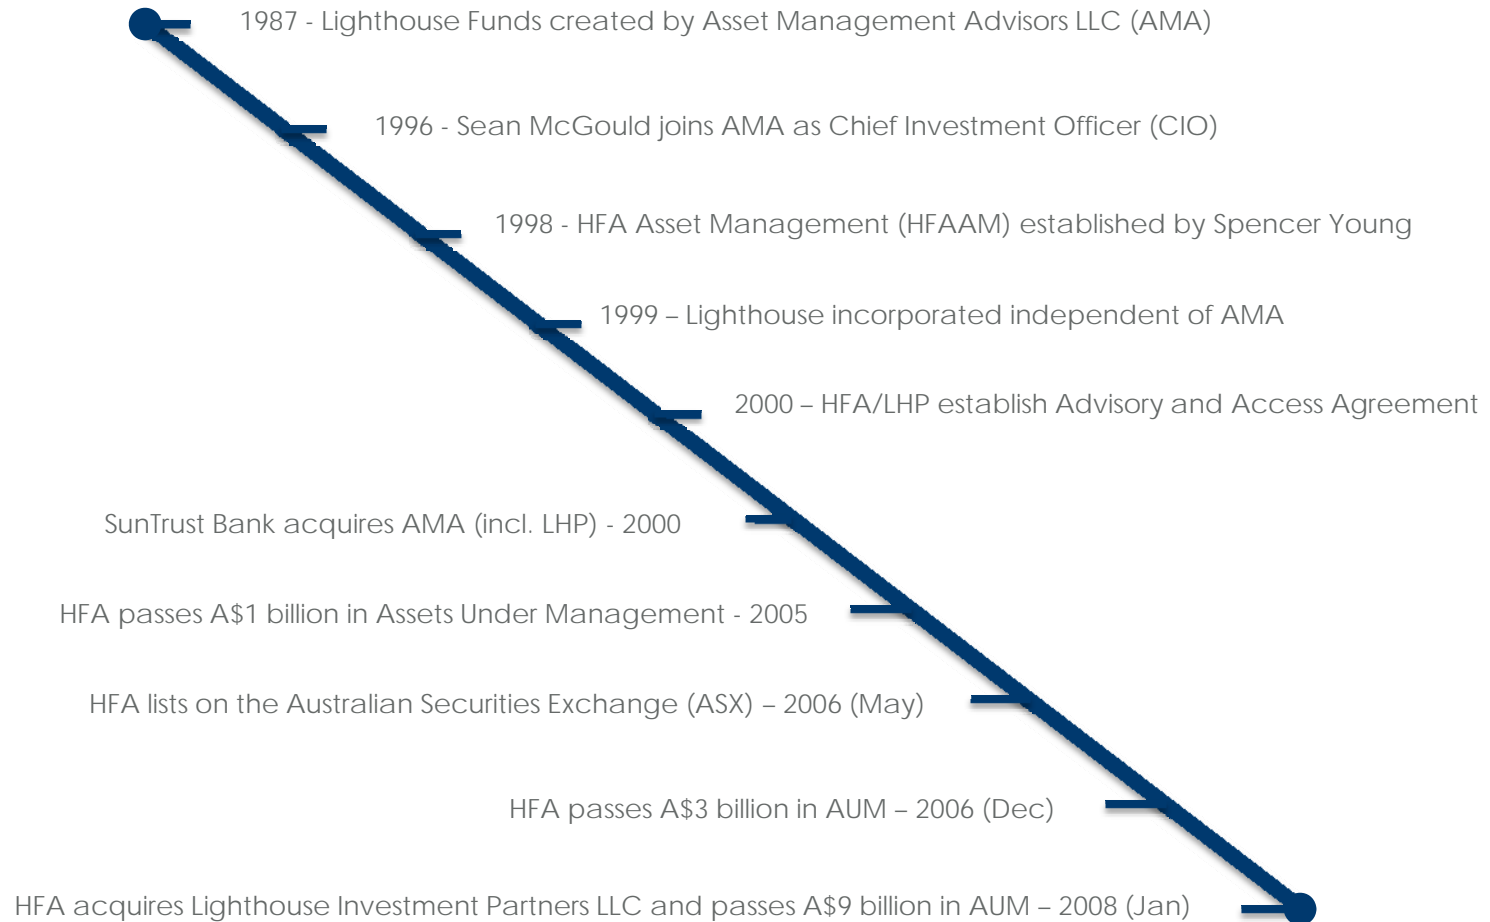 1987 - Lighthouse Funds created by Asset Management Advisors LLC (AMA)
1996 - Sean McGould joins AMA as Chief Investment Officer (CIO)
1998 - HFA Asset Management (HFAAM) established by Spencer Young
1999 – Lighthouse incorporated independent of AMA
2000 – HFA/LHP establish Advisory and Access Agreement
SunTrust Bank acquires AMA (incl. LHP) - 2000
HFA passes A$1 billion in Assets Under Management - 2005
HFA lists on the Australian Securities Exchange (ASX) – 2006 (May)
HFA passes A$3 billion in AUM – 2006 (Dec)
HFA acquires Lighthouse Investment Partners LLC and passes A$9 billion in AUM – 2008 (Jan)